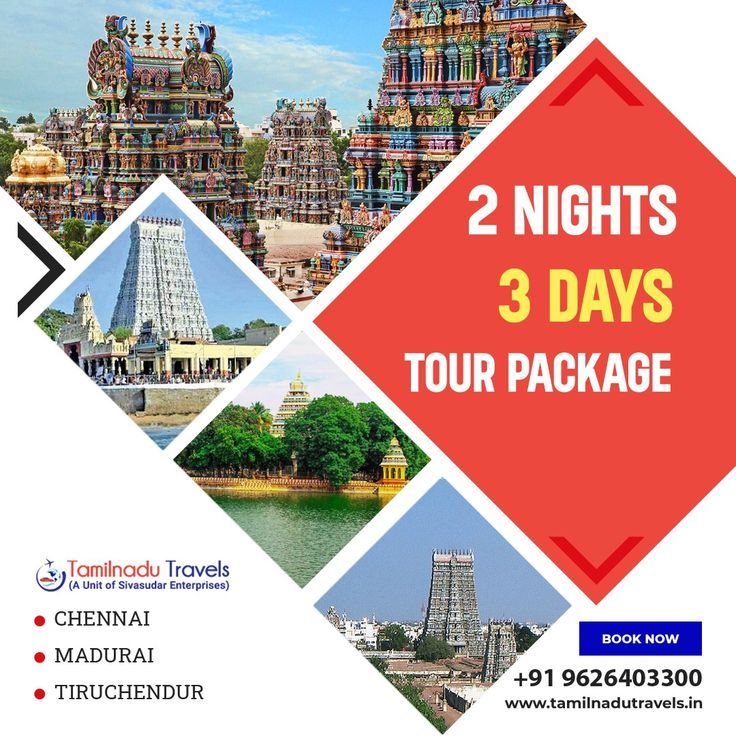 2 NIGHTS
3 DAYS
TOUR PACKAGE
Tamilnadu Travels
(A Unit of Sivasudar Enterprises)
CHENNAI
MADURAI
TIRUCHENDUR
BOOK NOW
+91 9626403300
www.tamilnadutravels.in